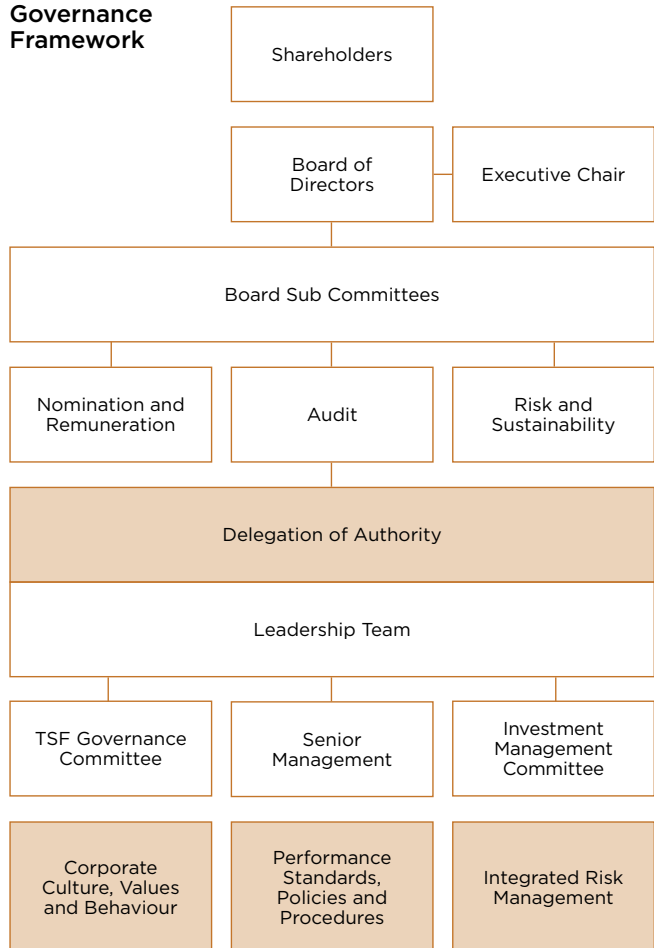 Governance
Framework
Shareholders
Board of
Directors
Executive Chair
Board Sub Committees
Nomination and
Remuneration
Audit
Risk and
Sustainability
Delegation of Authority
Leadership Team
TSF Governance
Committee
Senior
Management
Investment
Management
Committee
Corporate
Culture, Values
and Behaviour
Performance
Standards,
Policies and
Procedures
Integrated Risk
Management